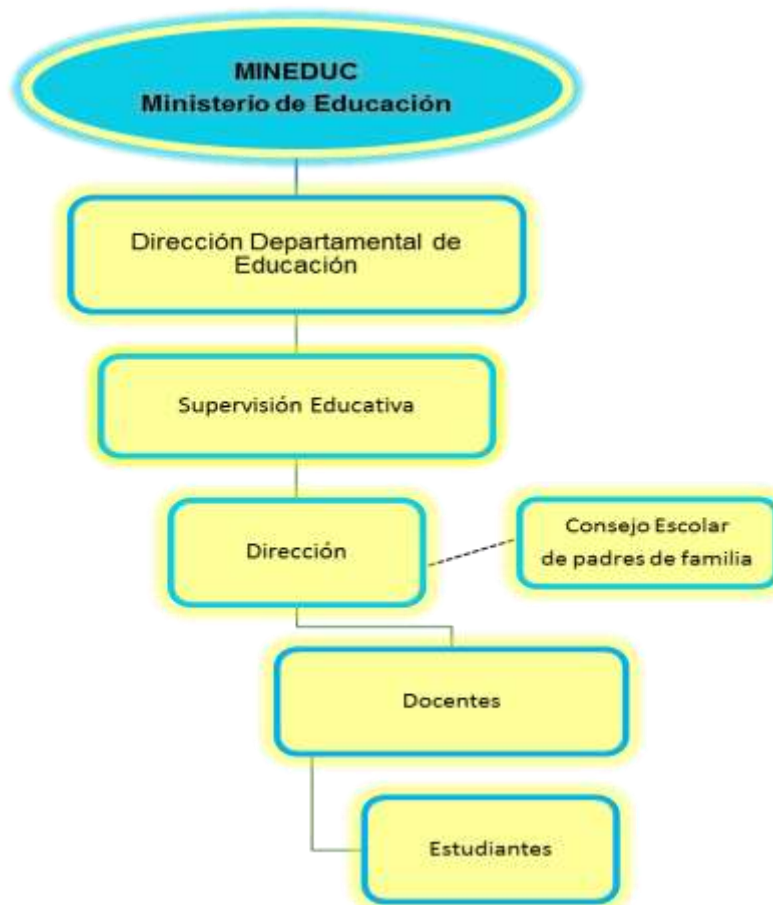 MINEDUC
Ministerio de Educación
Dirección Departamental de
Educación
Supervisión Educativa
Dirección
Consejo Escolar
de padres de familia
Docentes
Estudiantes